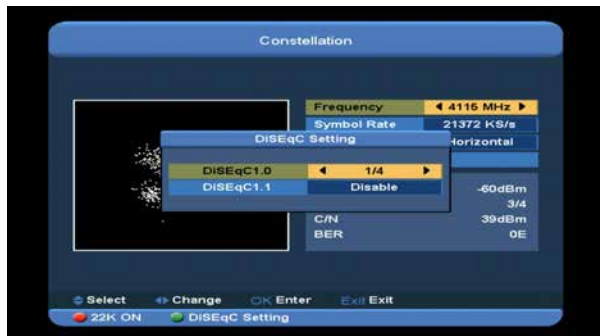 Constellation
Frequency 4115 MHz
Symbol Rate 21372 KS/s
Horizontal
DiSEqC Setting
DiSEqC1.0 1/4
DiSEqC1.1 Disable
-60dBm
3/4
C/N 39dBm
BER 0E
Select Change OK Enter Exit Exit
22K ON DiSEqC Setting